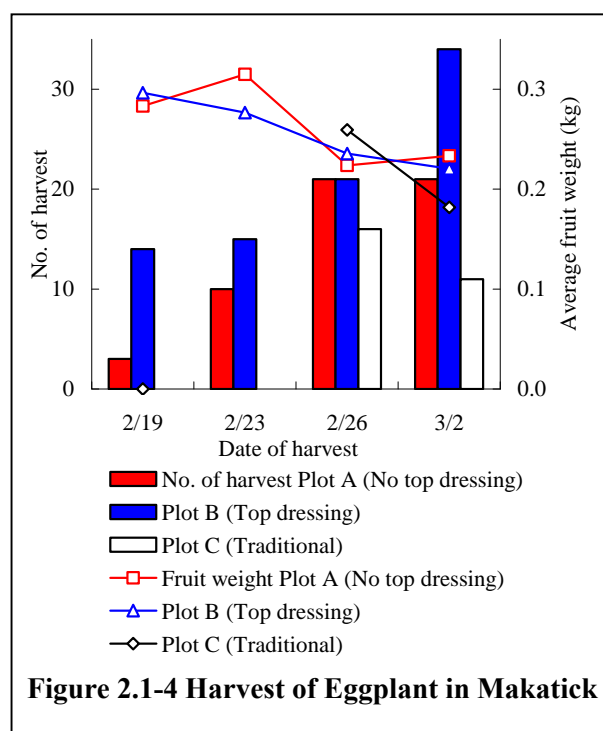 No. of harvest
30
20
10
0
Average fruit weight (kg)
0.3
0.2
0.1
0.0
2/19 2/23 2/26 3/2
Date of harvest
No. of harvest Plot A (No top dressing)
Plot B (Top dressing)
Plot C (Traditional)
Fruit weight Plot A (No top dressing)
Plot B (Top dressing)
Plot C (Traditional)
Figure 2.1-4 Harvest of Eggplant in Makatick